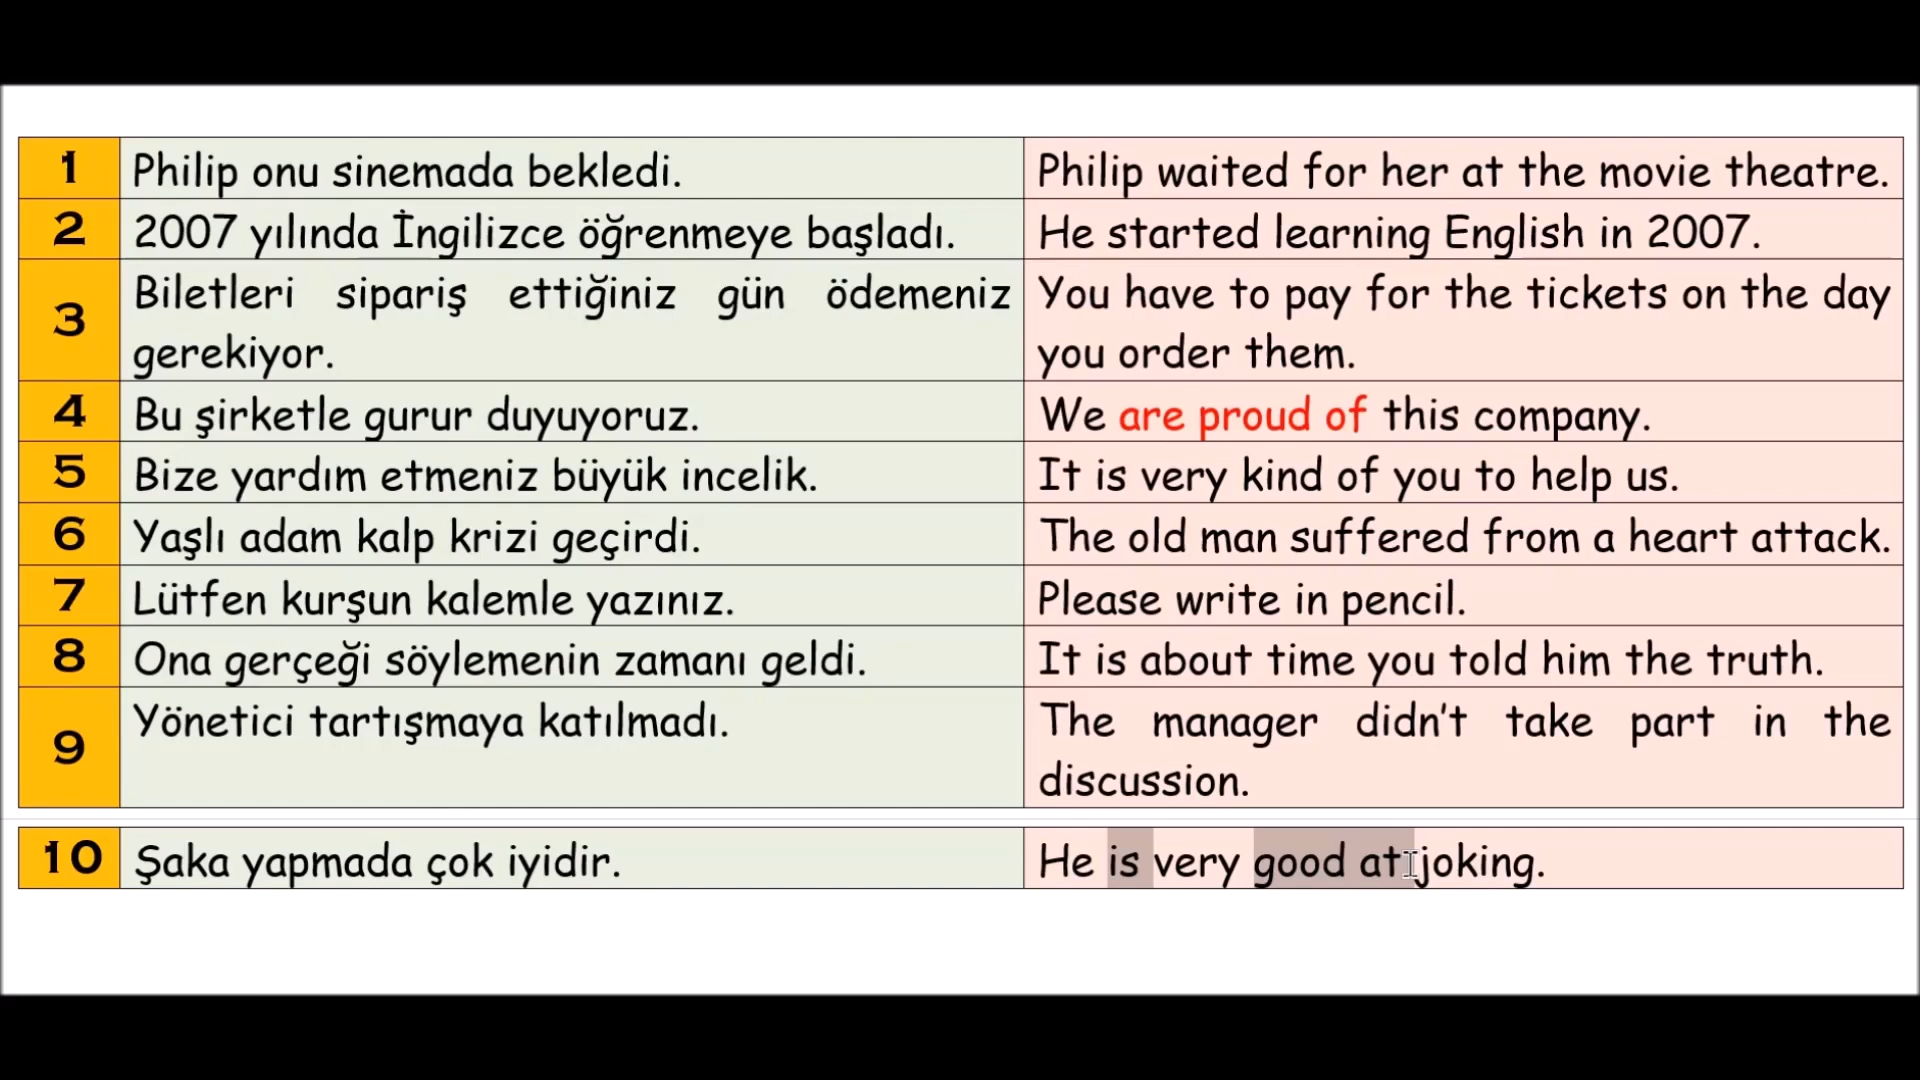 1 Philip onu sinemada bekledi. Philip waited for her at the movie theatre.
2 2007 yılında İngilizce öğrenmeye başladı. He started learning English in 2007.
3 Biletleri sipariş ettiğiniz gün ödemeniz You have to pay for the tickets on the day
gerekiyor. you order them.
4 Bu şirketle gurur duyuyoruz. We are proud of this company.
5 Bize yardım etmeniz büyük incelik. It is very kind of you to help us.
6 Yaşlı adam kalp krizi geçirdi. The old man suffered from a heart attack.
7 Lütfen kurşun kalemle yazınız. Please write in pencil.
8 Ona gerçeği söylemenin zamanı geldi. It is about time you told him the truth.
9 Yönetici tartışmaya katılmadı. The manager didn't take part in the
discussion.
10 Şaka yapmada çok iyidir. He is very good at joking.